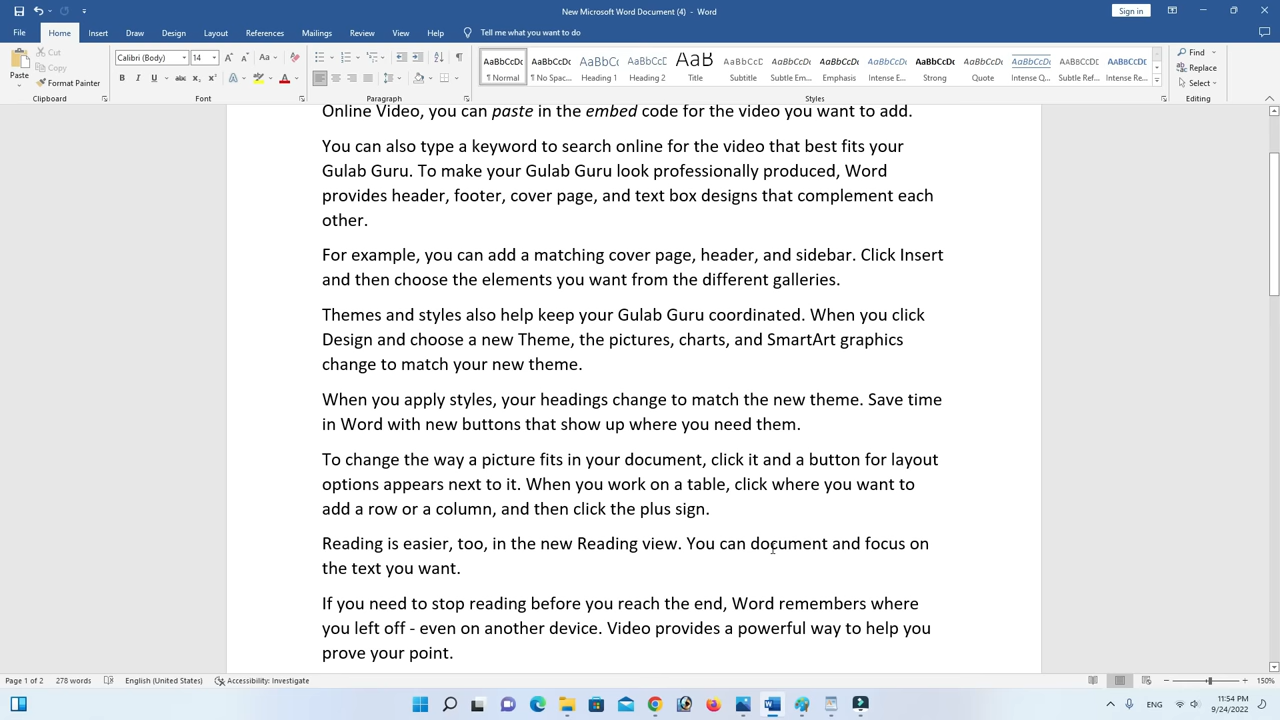 New Microsoft Word Document (4) - Word
Sign in
File Home Insert Draw Design Layout References Mailings Review View Help Tell me what you want to do
Paste
Cut
Copy
Format Painter
Clipboard
Calibri (Body) 14
Font
Paragraph
AaBbCcDc AaBbCcDc AaBbC AaBbCcI AaB AaBbCcD AaBbCcDc AaBbCcDc AaBbCcDc AaBbCcDc AaBbCcDc AaBbCcDc AaBbCcDc AaBbCcDc
¶ Normal ¶ No Spac... Heading 1 Heading 2 Title Subtitle Subtle Em... Emphasis Intense E... Strong Quote Intense Q... Subtle Ref... Intense Re...
Styles
Find
Replace
Select
Editing
Online Video, you can paste in the embed code for the video you want to add.
You can also type a keyword to search online for the video that best fits your
Gulab Guru. To make your Gulab Guru look professionally produced, Word
provides header, footer, cover page, and text box designs that complement each
other.
For example, you can add a matching cover page, header, and sidebar. Click Insert
and then choose the elements you want from the different galleries.
Themes and styles also help keep your Gulab Guru coordinated. When you click
Design and choose a new Theme, the pictures, charts, and SmartArt graphics
change to match your new theme.
When you apply styles, your headings change to match the new theme. Save time
in Word with new buttons that show up where you need them.
To change the way a picture fits in your document, click it and a button for layout
options appears next to it. When you work on a table, click where you want to
add a row or a column, and then click the plus sign.
Reading is easier, too, in the new Reading view. You can document and focus on
the text you want.
If you need to stop reading before you reach the end, Word remembers where
you left off - even on another device. Video provides a powerful way to help you
prove your point.
Page 1 of 2 278 words English (United States) Accessibility: Investigate 150%
ENG
11:54 PM
9/24/2022